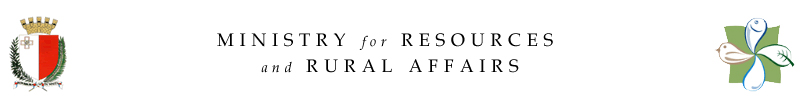 MINISTRY for RESOURCES
and RURAL AFFAIRS